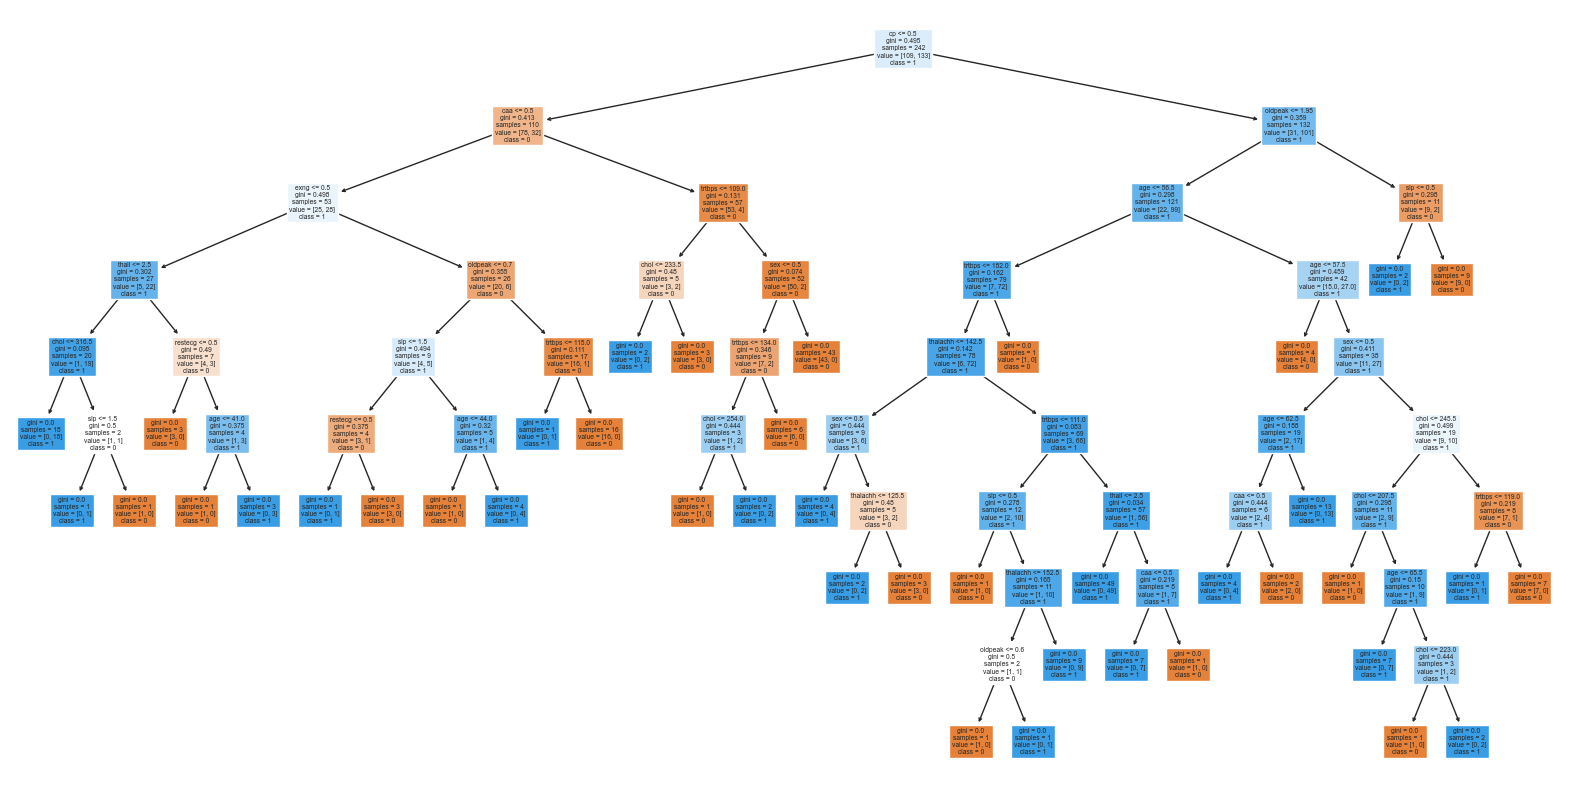 cp <= 0.5
gini = 0.495
samples = 242
value = [109, 133]
class = 1
caa <= 0.5
gini = 0.413
samples = 110
value = [78, 32]
class = 0
oldpeak <= 1.95
gini = 0.359
samples = 132
value = [31, 101]
class = 1
exng <= 0.5
gini = 0.498
samples = 53
value = [25, 28]
class = 1
trtbps <= 109.0
gini = 0.131
samples = 57
value = [53, 4]
class = 0
age <= 56.5
gini = 0.298
samples = 121
value = [22, 99]
class = 1
slp <= 0.5
gini = 0.298
samples = 11
value = [9, 2]
class = 0
thall <= 2.5
gini = 0.302
samples = 27
value = [5, 22]
class = 1
oldpeak <= 0.7
gini = 0.355
samples = 26
value = [20, 6]
class = 0
chol <= 233.5
gini = 0.48
samples = 5
value = [3, 2]
class = 0
sex <= 0.5
gini = 0.074
samples = 52
value = [50, 2]
class = 0
trtbps <= 182.0
gini = 0.162
samples = 79
value = [7, 72]
class = 1
age <= 57.5
gini = 0.459
samples = 42
value = [15.0, 27.0]
class = 1
gini = 0.0
samples = 2
value = [0, 2]
class = 1
gini = 0.0
samples = 9
value = [9, 0]
class = 0
chol <= 316.5
gini = 0.095
samples = 20
value = [1, 19]
class = 1
restecg <= 0.5
gini = 0.49
samples = 7
value = [4, 3]
class = 0
slp <= 1.5
gini = 0.494
samples = 9
value = [4, 5]
class = 1
trtbps <= 115.0
gini = 0.111
samples = 17
value = [16, 1]
class = 0
gini = 0.0
samples = 2
value = [0, 2]
class = 1
gini = 0.0
samples = 3
value = [3, 0]
class = 0
trtbps <= 134.0
gini = 0.346
samples = 9
value = [7, 2]
class = 0
gini = 0.0
samples = 43
value = [43, 0]
class = 0
thalachh <= 142.5
gini = 0.142
samples = 78
value = [6, 72]
class = 1
gini = 0.0
samples = 1
value = [1, 0]
class = 0
gini = 0.0
samples = 4
value = [4, 0]
class = 0
sex <= 0.5
gini = 0.411
samples = 38
value = [11, 27]
class = 1
gini = 0.0
samples = 18
value = [0, 18]
class = 1
slp <= 1.5
gini = 0.5
samples = 2
value = [1, 1]
class = 0
gini = 0.0
samples = 3
value = [3, 0]
class = 0
age <= 41.0
gini = 0.375
samples = 4
value = [1, 3]
class = 1
restecg <= 0.5
gini = 0.375
samples = 4
value = [3, 1]
class = 0
age <= 44.0
gini = 0.32
samples = 5
value = [1, 4]
class = 1
gini = 0.0
samples = 1
value = [0, 1]
class = 1
gini = 0.0
samples = 16
value = [16, 0]
class = 0
chol <= 254.0
gini = 0.444
samples = 3
value = [1, 2]
class = 1
gini = 0.0
samples = 6
value = [6, 0]
class = 0
sex <= 0.5
gini = 0.444
samples = 9
value = [3, 6]
class = 1
trtbps <= 111.0
gini = 0.083
samples = 69
value = [3, 66]
class = 1
age <= 62.5
gini = 0.188
samples = 19
value = [2, 17]
class = 1
chol <= 245.5
gini = 0.499
samples = 19
value = [9, 10]
class = 1
gini = 0.0
samples = 1
value = [0, 1]
class = 1
gini = 0.0
samples = 1
value = [1, 0]
class = 0
gini = 0.0
samples = 1
value = [1, 0]
class = 0
gini = 0.0
samples = 3
value = [0, 3]
class = 1
gini = 0.0
samples = 1
value = [0, 1]
class = 1
gini = 0.0
samples = 3
value = [3, 0]
class = 0
gini = 0.0
samples = 1
value = [1, 0]
class = 0
gini = 0.0
samples = 4
value = [0, 4]
class = 1
gini = 0.0
samples = 1
value = [1, 0]
class = 0
gini = 0.0
samples = 2
value = [0, 2]
class = 1
gini = 0.0
samples = 4
value = [0, 4]
class = 1
thalachh <= 125.5
gini = 0.48
samples = 5
value = [3, 2]
class = 0
slp <= 0.5
gini = 0.278
samples = 12
value = [2, 10]
class = 1
thall <= 2.5
gini = 0.034
samples = 57
value = [1, 56]
class = 1
caa <= 0.5
gini = 0.444
samples = 6
value = [2, 4]
class = 1
gini = 0.0
samples = 13
value = [0, 13]
class = 1
chol <= 207.5
gini = 0.298
samples = 11
value = [2, 9]
class = 1
trtbps <= 119.0
gini = 0.219
samples = 8
value = [7, 1]
class = 0
gini = 0.0
samples = 2
value = [0, 2]
class = 1
gini = 0.0
samples = 3
value = [3, 0]
class = 0
gini = 0.0
samples = 1
value = [1, 0]
class = 0
thalachh <= 152.5
gini = 0.165
samples = 11
value = [1, 10]
class = 1
gini = 0.0
samples = 49
value = [0, 49]
class = 1
caa <= 0.5
gini = 0.219
samples = 8
value = [1, 7]
class = 1
gini = 0.0
samples = 4
value = [0, 4]
class = 1
gini = 0.0
samples = 2
value = [2, 0]
class = 0
gini = 0.0
samples = 1
value = [1, 0]
class = 0
age <= 65.5
gini = 0.18
samples = 10
value = [1, 9]
class = 1
gini = 0.0
samples = 1
value = [0, 1]
class = 1
gini = 0.0
samples = 7
value = [7, 0]
class = 0
oldpeak <= 0.6
gini = 0.5
samples = 2
value = [1, 1]
class = 0
gini = 0.0
samples = 9
value = [0, 9]
class = 1
gini = 0.0
samples = 7
value = [0, 7]
class = 1
gini = 0.0
samples = 1
value = [1, 0]
class = 0
gini = 0.0
samples = 7
value = [0, 7]
class = 1
chol <= 223.0
gini = 0.444
samples = 3
value = [1, 2]
class = 1
gini = 0.0
samples = 1
value = [1, 0]
class = 0
gini = 0.0
samples = 1
value = [0, 1]
class = 1
gini = 0.0
samples = 1
value = [1, 0]
class = 0
gini = 0.0
samples = 2
value = [0, 2]
class = 1